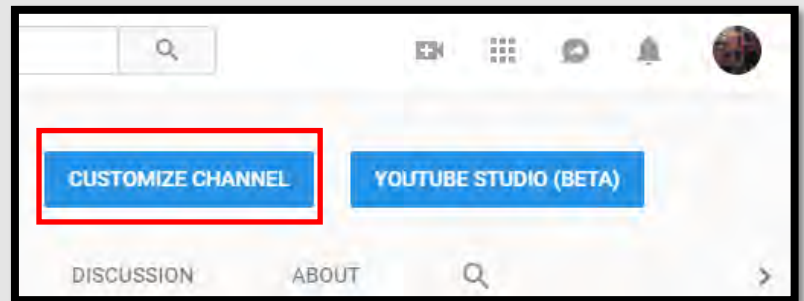 CUSTOMIZE CHANNEL YOUTUBE STUDIO (BETA)
DISCUSSION ABOUT